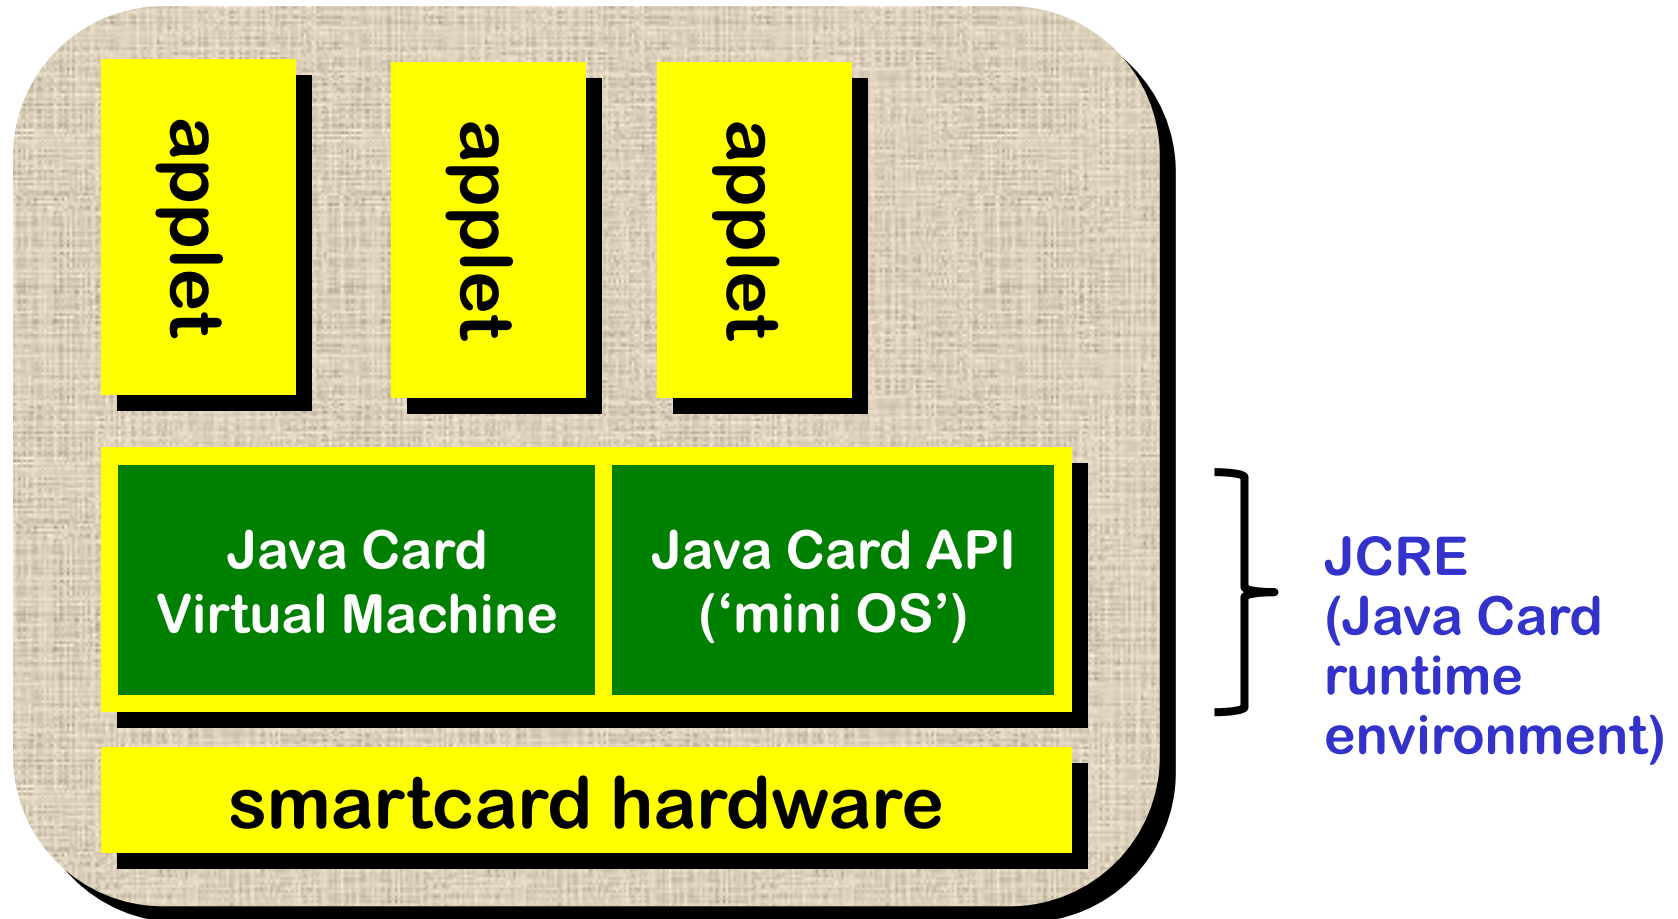 applet
applet
applet
Java Card
Virtual Machine
Java Card API
(‘mini OS’)
JCRE
(Java Card
runtime
environment)
smartcard hardware